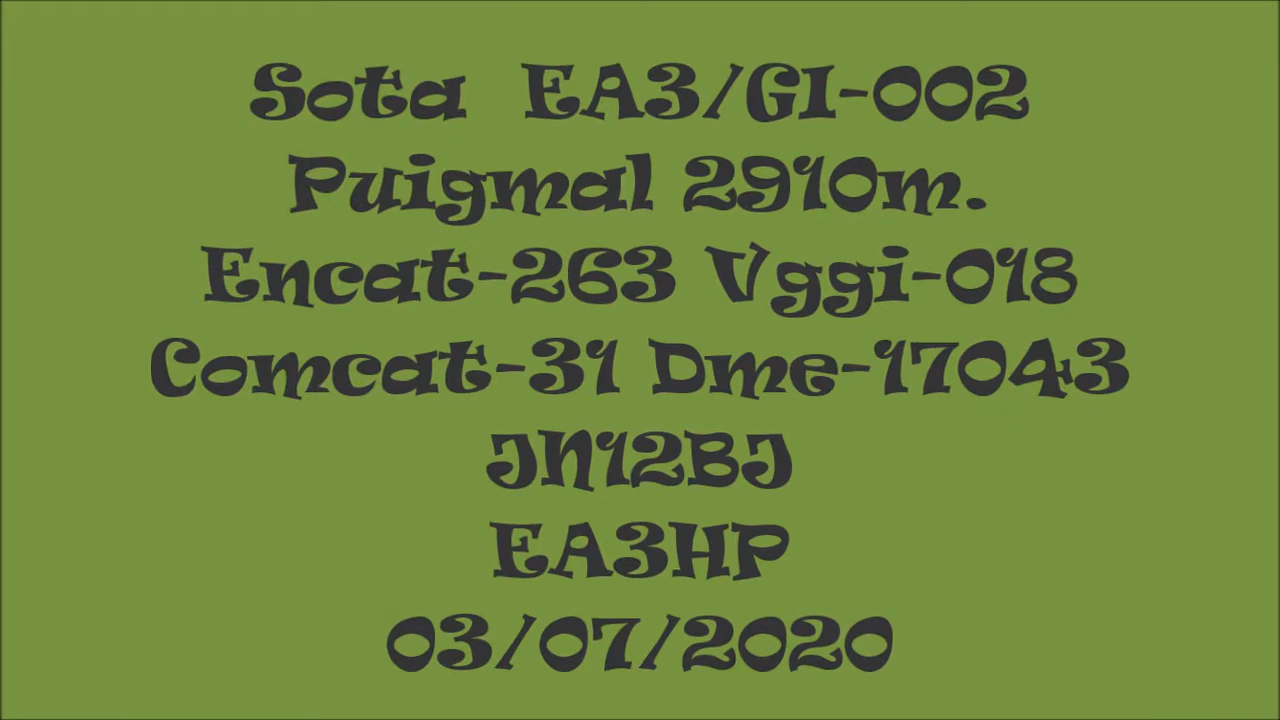 Sota EA3/GI-002
Puigmal 2910m.
Encat-263 Vggi-018
Comcat-31 Dme-17043
JN12BJ
EA3HP
03/07/2020